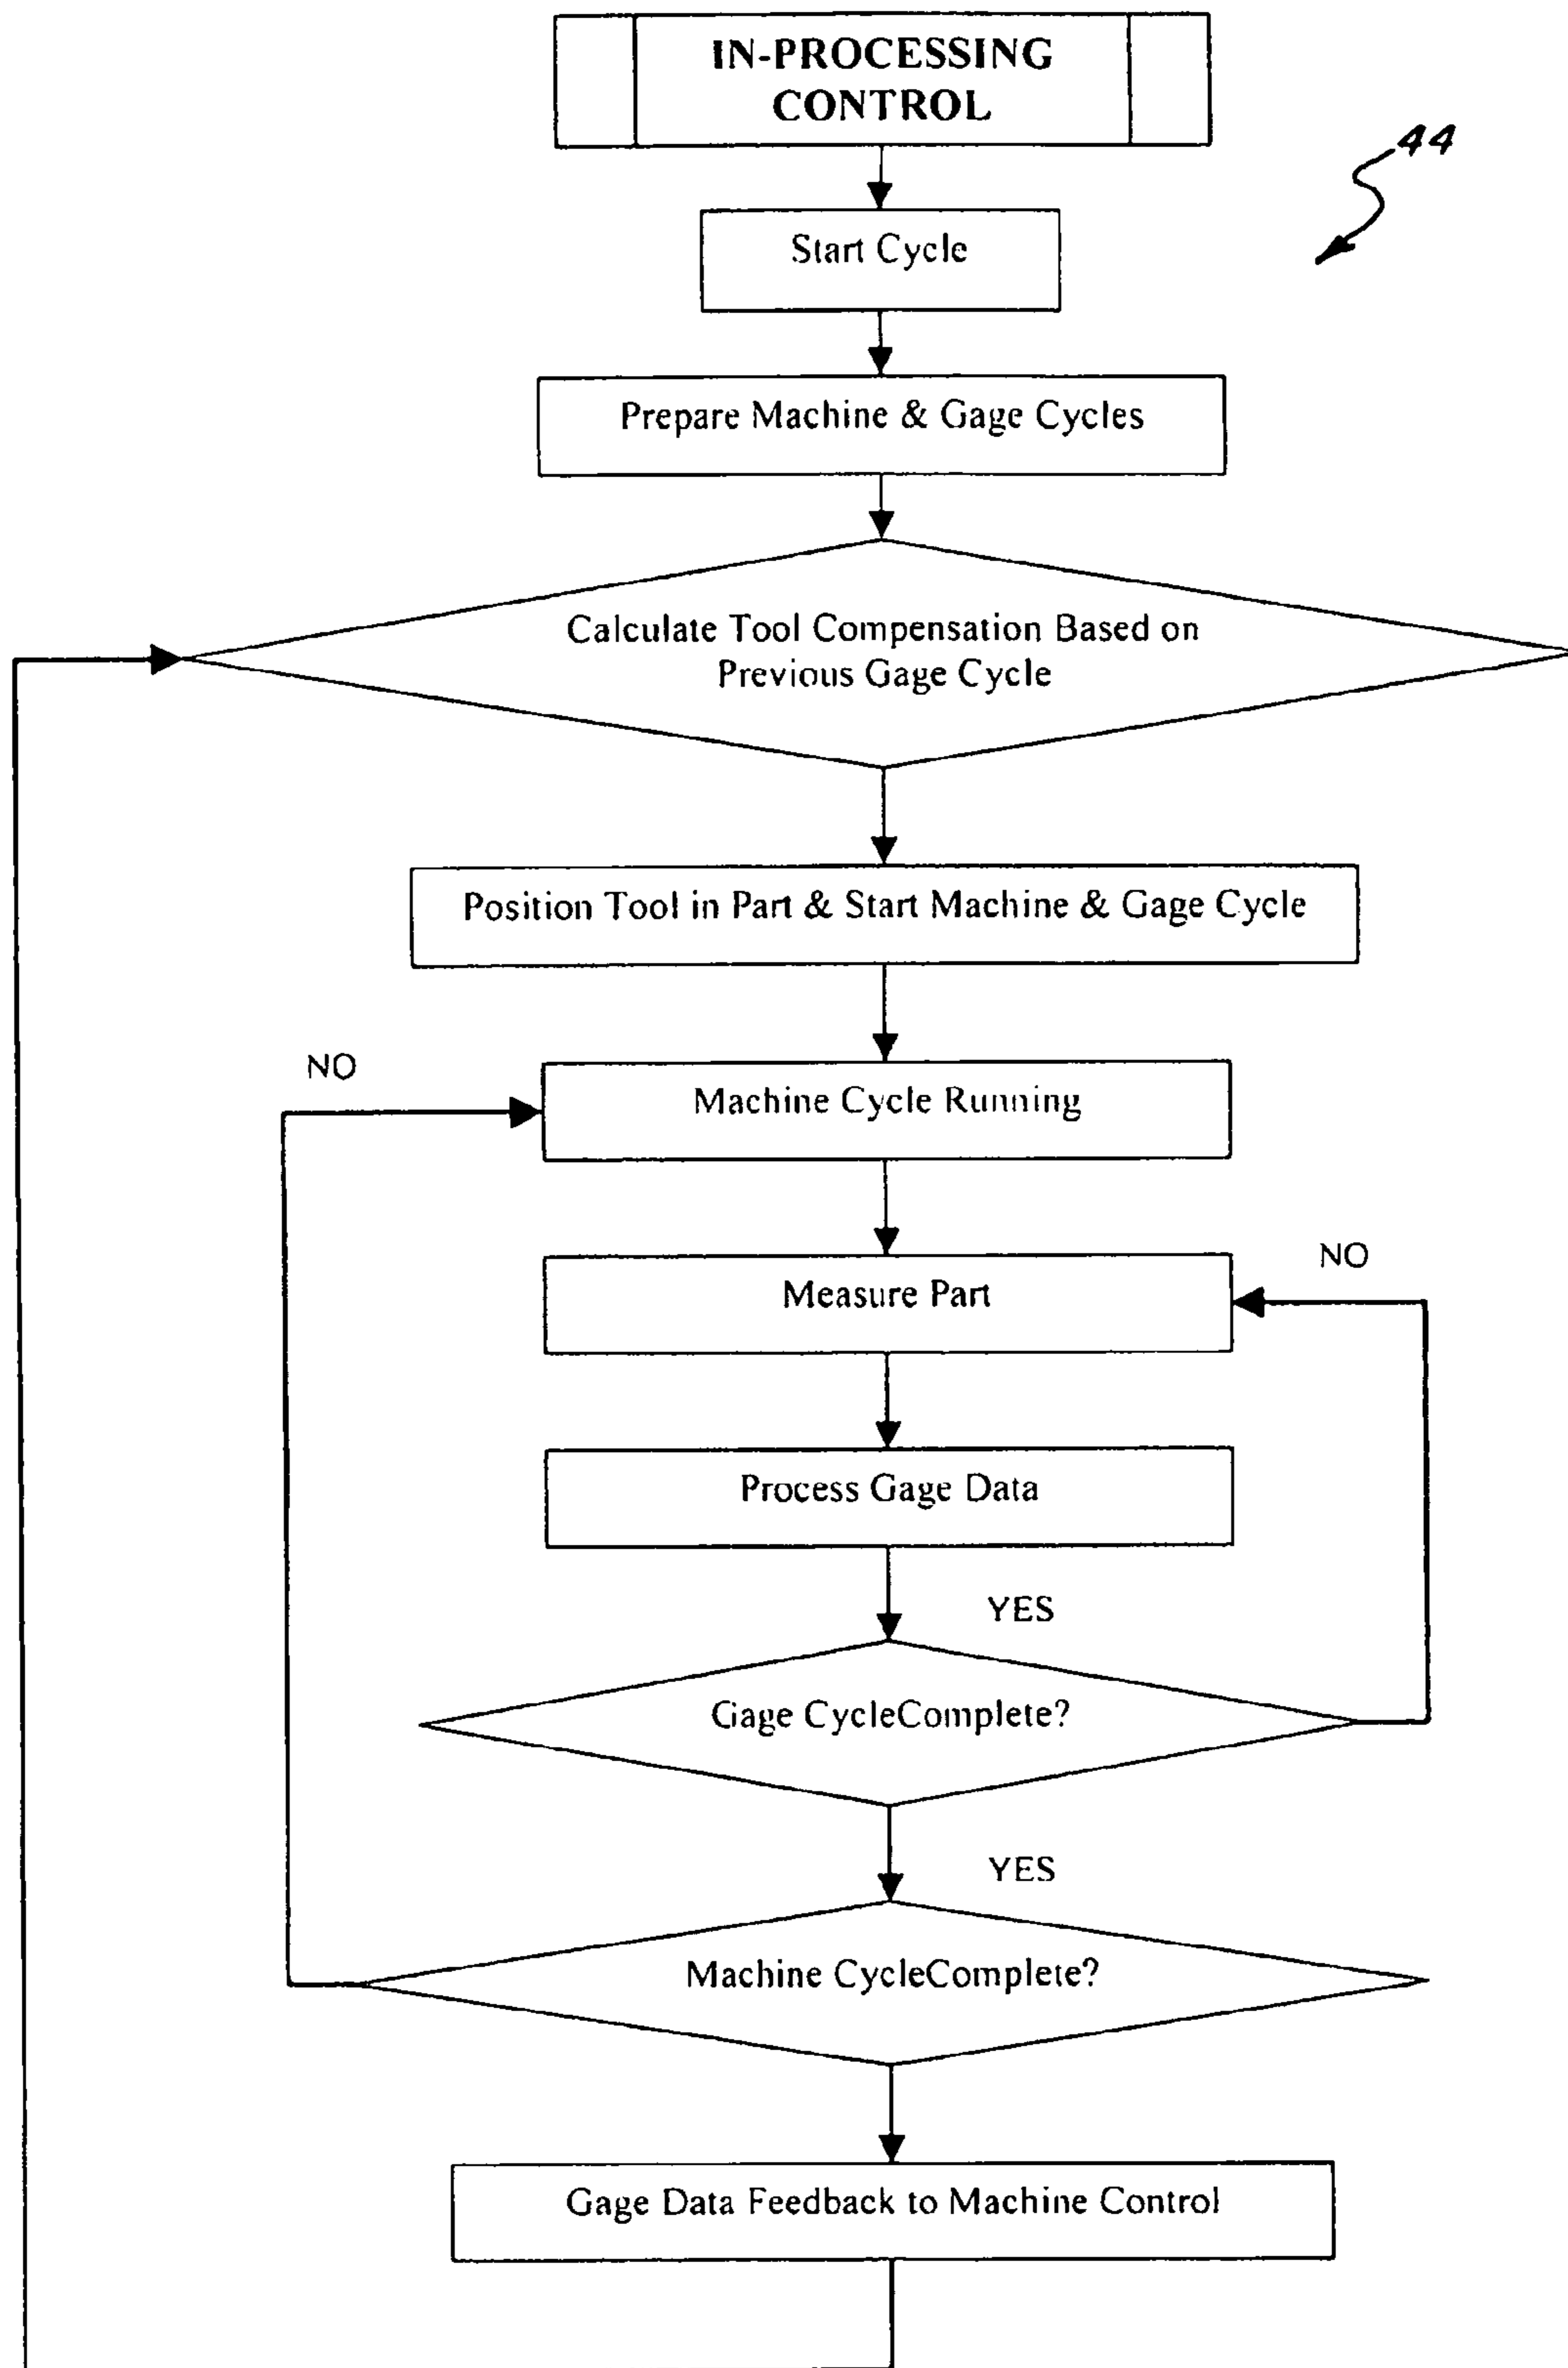 IN-PROCESSING
CONTROL
44
Start Cycle
Prepare Machine & Gage Cycles
Calculate Tool Compensation Based on
Previous Gage Cycle
Position Tool in Part & Start Machine & Gage Cycle
NO
Machine Cycle Running
NO
Measure Part
Process Gage Data
YES
Gage CycleComplete?
YES
Machine CycleComplete?
Gage Data Feedback to Machine Control